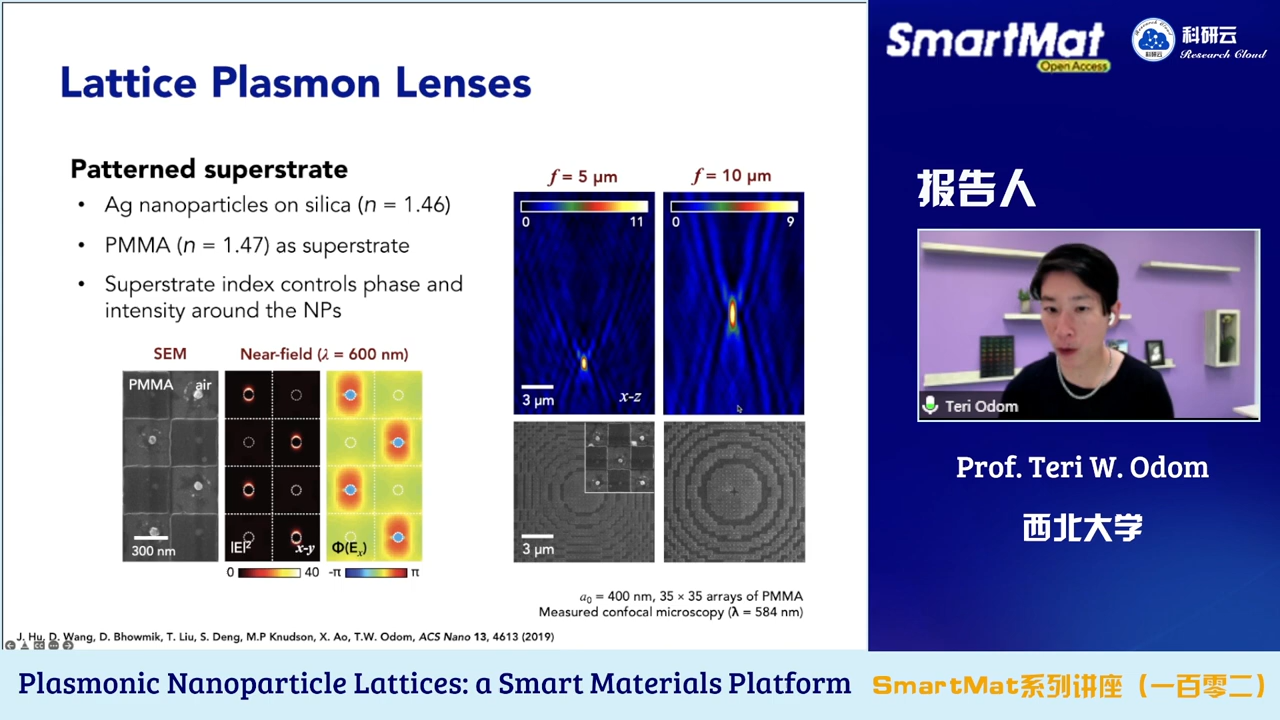 Lattice Plasmon Lenses
Patterned superstrate
• Ag nanoparticles on silica (n = 1.46)
• PMMA (n = 1.47) as superstrate
• Superstrate index controls phase and
intensity around the NPs
SEM
Near-field (λ = 600 nm)
PMMA
air
300 nm
|E|²
x-y
Φ(Eₓ)
0
40
-π
π
f = 5 μm
f = 10 μm
0
11
0
9
3 μm
x-z
3 μm
a₀ = 400 nm, 35 × 35 arrays of PMMA
Measured confocal microscopy (λ = 584 nm)
J. Hu, D. Wang, D. Bhowmik, T. Liu, S. Deng, M.P Knudson, X. Ao, T.W. Odom, ACS Nano 13, 4613 (2019)
SmartMat
Open Access
科研云
Research Cloud
报告人
Teri Odom
Prof. Teri W. Odom
西北大学
Plasmonic Nanoparticle Lattices: a Smart Materials Platform
SmartMat系列讲座（一百零二）